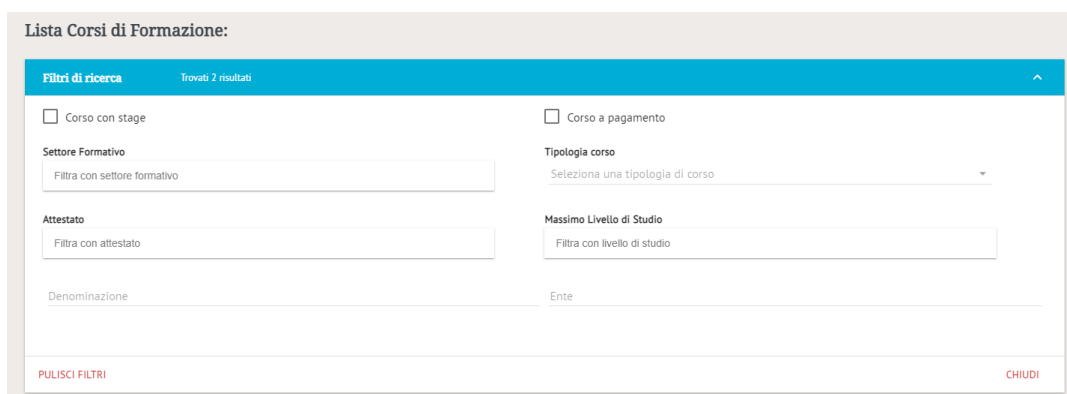 Lista Corsi di Formazione:
Filtri di ricerca Trovati 2 risultati
Corso con stage Corso a pagamento
Settore Formativo Tipologia corso
Filtra con settore formativo Seleziona una tipologia di corso
Attestato Massimo Livello di Studio
Filtra con attestato Filtra con livello di studio
Denominazione Ente
PULISCI FILTRI CHIUDI